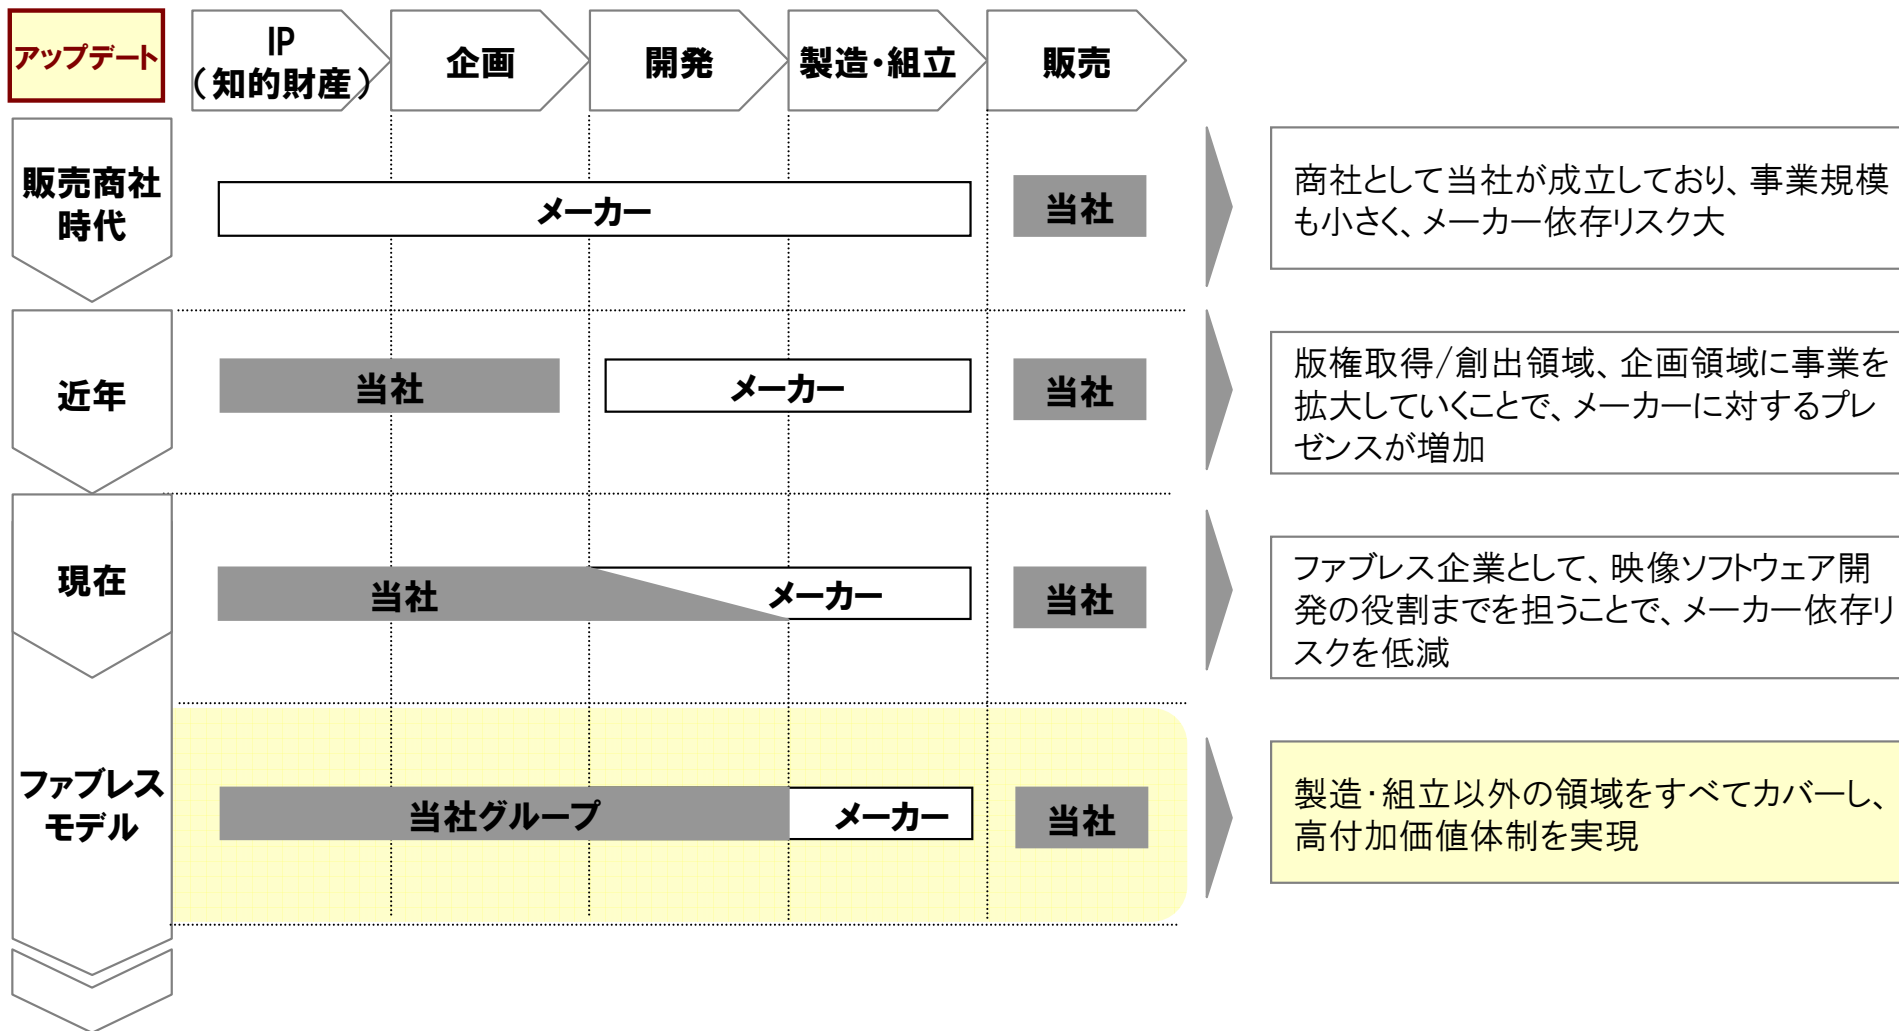 アップデート
IP
（知的財産）
企画
開発
製造・組立
販売
販売商社
時代
メーカー
当社
商社として当社が成立しており、事業規模
も小さく、メーカー依存リスク大
近年
当社
メーカー
当社
版権取得/創出領域、企画領域に事業を
拡大していくことで、メーカーに対するプレ
ゼンスが増加
現在
当社
メーカー
当社
ファブレス企業として、映像ソフトウェア開
発の役割までを担うことで、メーカー依存リ
スクを低減
ファブレス
モデル
当社グループ
メーカー
当社
製造・組立以外の領域をすべてカバーし、
高付加価値体制を実現